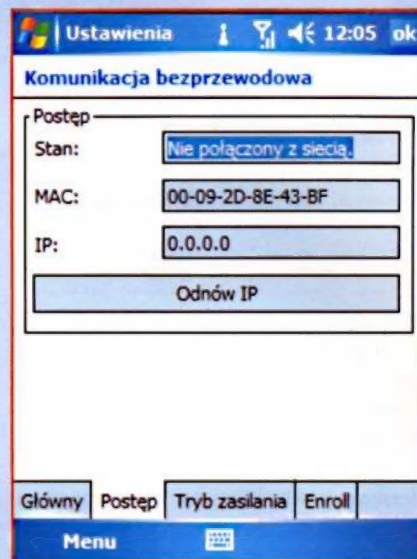 Ustawienia 12:05 ok
Komunikacja bezprzewodowa
Postęp
Stan: Nie połączony z siecią.
MAC: 00-09-2D-8E-43-BF
IP: 0.0.0.0
Odnów IP
Główny Postęp Tryb zasilania Enroll
Menu